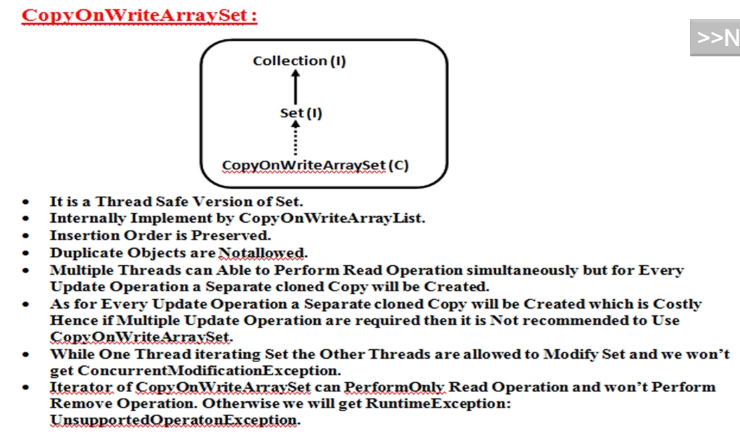 CopyOnWriteArraySet :
>>N
Collection (I)
Set (I)
CopyOnWriteArraySet (C)
• It is a Thread Safe Version of Set.
• Internally Implement by CopyOnWriteArrayList.
• Insertion Order is Preserved.
• Duplicate Objects are Notallowed.
• Multiple Threads can Able to Perform Read Operation simultaneously but for Every
Update Operation a Separate cloned Copy will be Created.
• As for Every Update Operation a Separate cloned Copy will be Created which is Costly
Hence if Multiple Update Operation are required then it is Not recommended to Use
CopyOnWriteArraySet.
• While One Thread iterating Set the Other Threads are allowed to Modify Set and we won't
get ConcurrentModificationException.
• Iterator of CopyOnWriteArraySet can PerformOnly Read Operation and won't Perform
Remove Operation. Otherwise we will get RuntimeException:
UnsupportedOperatonException.